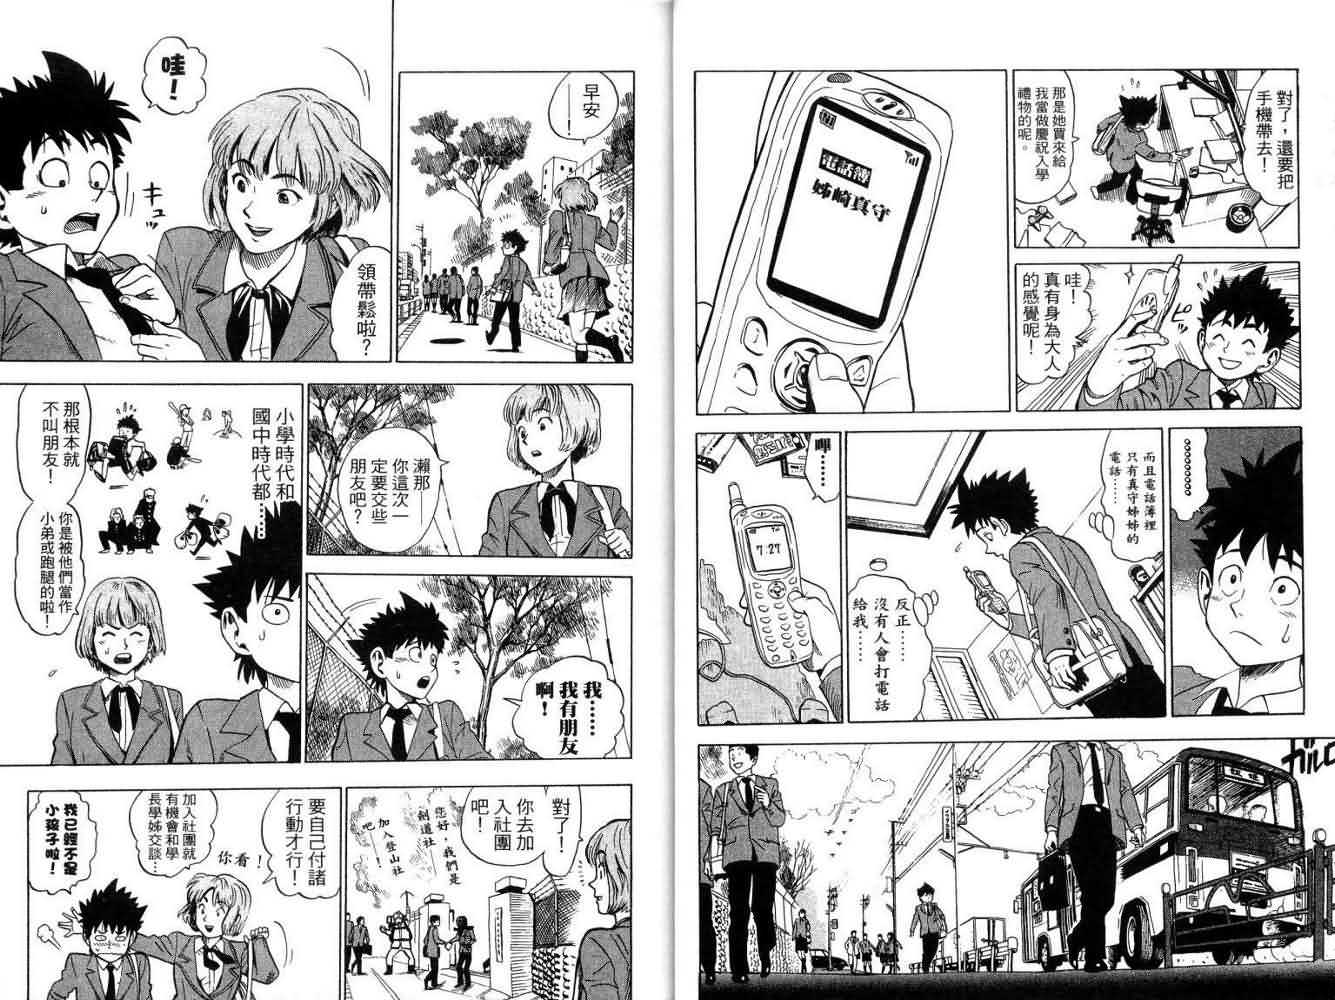 對了，還要把
手機帶去！
那是她買來給
我當做慶祝入學
禮物的呢。
電話簿
姊崎真守
哇！
真有身為大人
的感覺呢！
…………
而且電話薄裡
只有真守姊姊的
電話……
反正……
沒有人會打電話
給我……
嗶……
7:27
ガルロ
早安
——！
哇！
キュッ
領帶鬆啦？
瀨那
你這次一
定要交些
朋友吧？
我……
我有朋友
啊！
小學時代和
國中時代都……
那根本就
不叫朋友！
你是被他們當作
小弟或跑腿的啦！
對了！
你去加
入社團
吧！
您好，我們是
劍道社
加入登山社
吧——！
要自己付諸
行動才行！
你看！
加入社團就
有機會和學
長學姊交談…
我已經不是
小孩子啦！